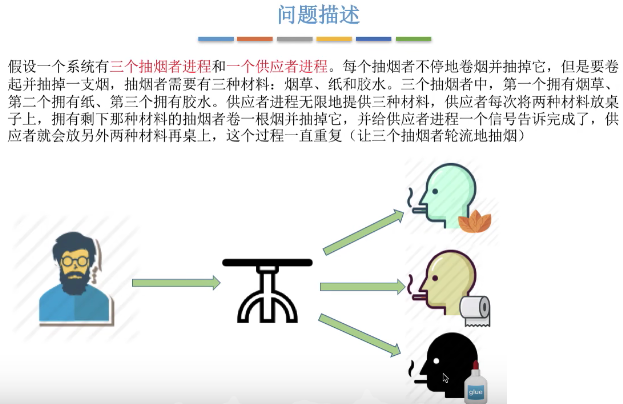 问题描述
假设一个系统有三个抽烟者进程和一个供应者进程。每个抽烟者不停地卷烟并抽掉它，但是要卷
起并抽掉一支烟，抽烟者需要有三种材料：烟草、纸和胶水。三个抽烟者中，第一个拥有烟草、
第二个拥有纸、第三个拥有胶水。供应者进程无限地提供三种材料，供应者每次将两种材料放桌
子上，拥有剩下那种材料的抽烟者卷一根烟并抽掉它，并给供应者进程一个信号告诉完成了，供
应者就会放另外两种材料再桌上，这个过程一直重复（让三个抽烟者轮流地抽烟）
glue